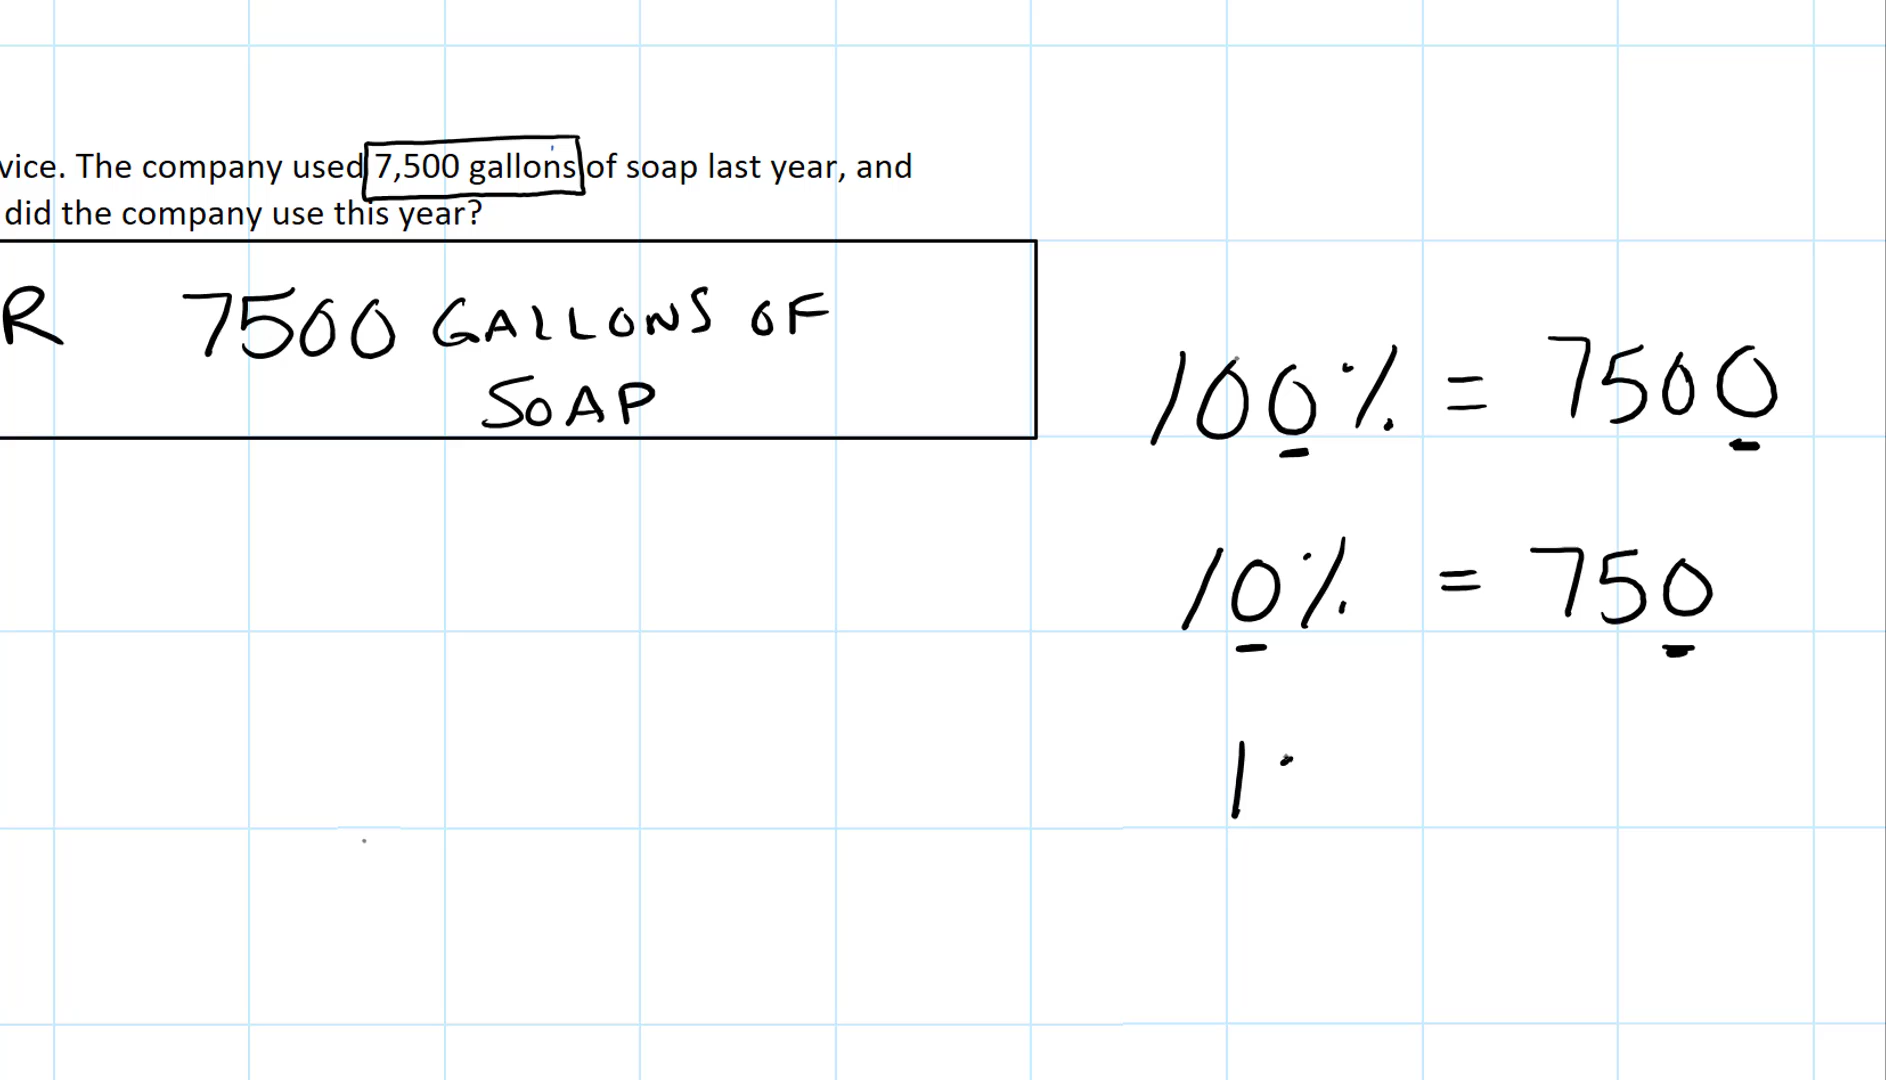 vice. The company used 7,500 gallons of soap last year, and
did the company use this year?
R 7500 GALLONS OF
SOAP
100% = 7500
10% = 750
1